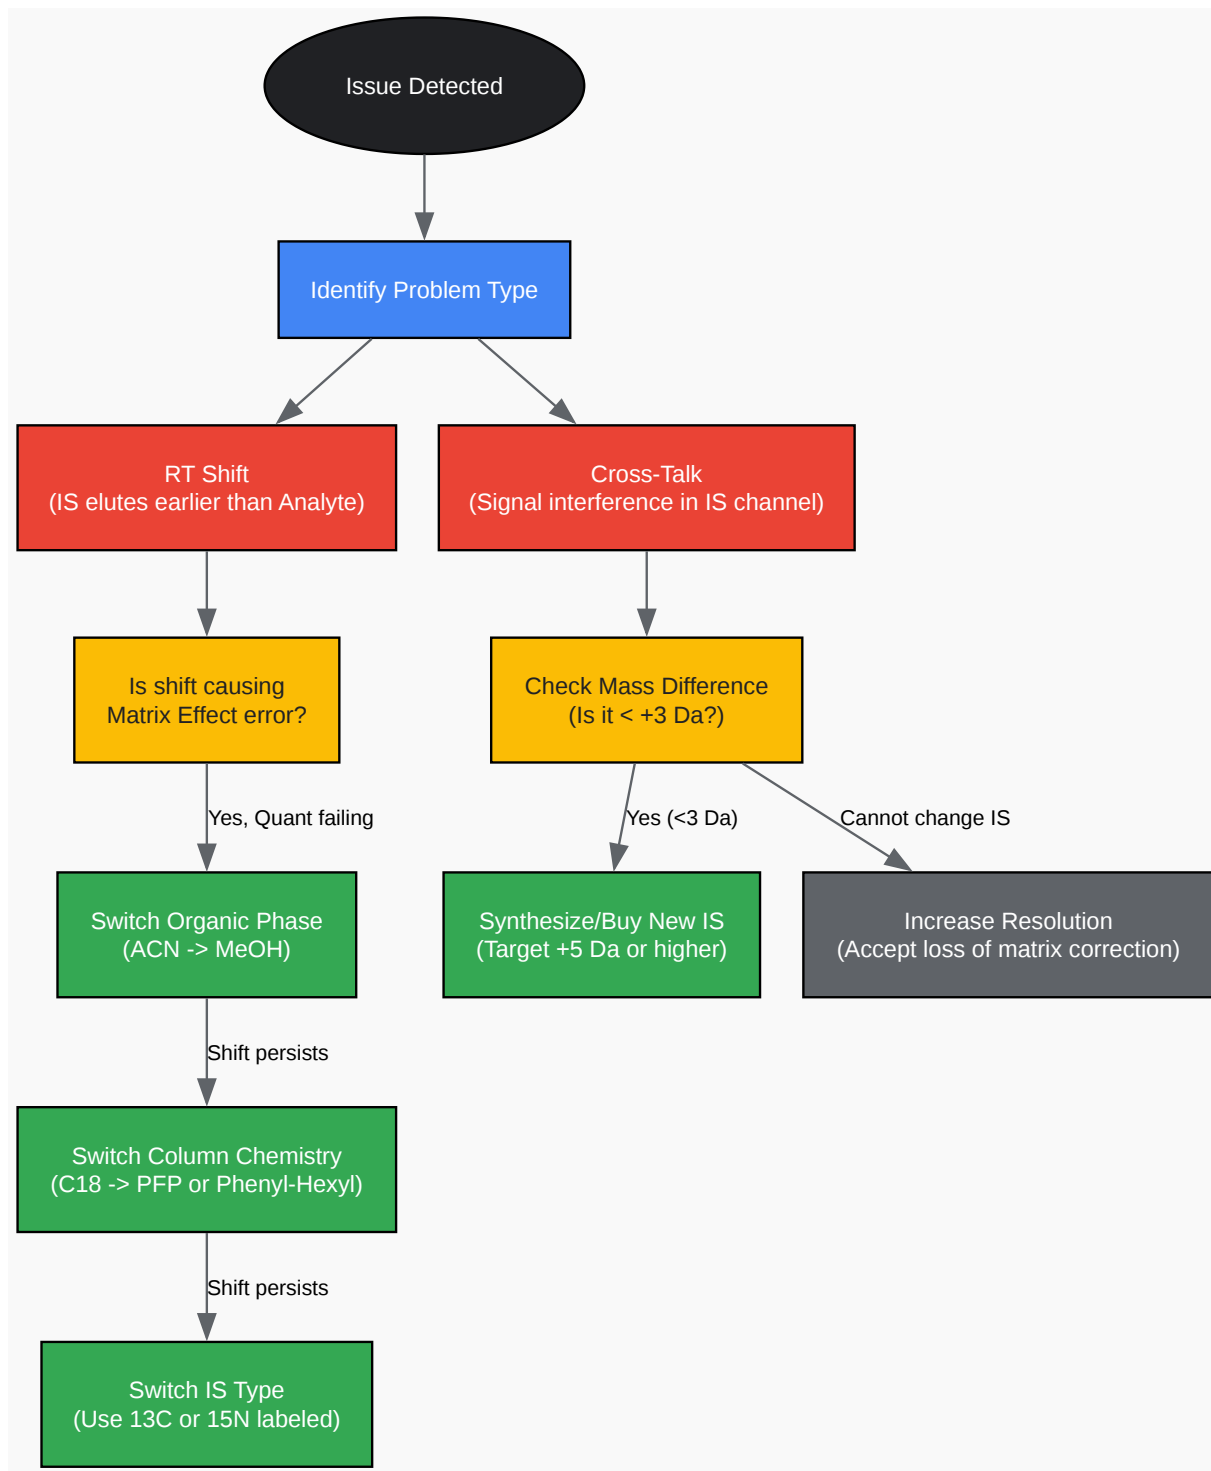 Issue Detected
Identify Problem Type
RT Shift
(IS elutes earlier than Analyte)
Cross-Talk
(Signal interference in IS channel)
Is shift causing
Matrix Effect error?
Check Mass Difference
(Is it < +3 Da?)
Yes, Quant failing
Yes (<3 Da)
Cannot change IS
Switch Organic Phase
(ACN -> MeOH)
Synthesize/Buy New IS
(Target +5 Da or higher)
Increase Resolution
(Accept loss of matrix correction)
Shift persists
Switch Column Chemistry
(C18 -> PFP or Phenyl-Hexyl)
Shift persists
Switch IS Type
(Use 13C or 15N labeled)